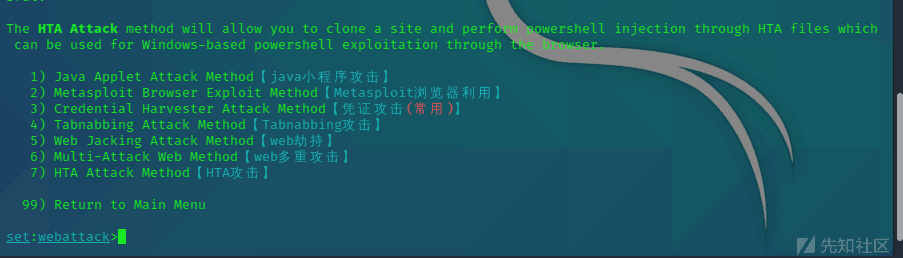 The HTA Attack method will allow you to clone a site and perform powershell injection through HTA files which
can be used for Windows-based powershell exploitation through the browser.
1) Java Applet Attack Method【java小程序攻击】
2) Metasploit Browser Exploit Method【Metasploit浏览器利用】
3) Credential Harvester Attack Method【凭证攻击(常用)】
4) Tabnabbing Attack Method【Tabnabbing攻击】
5) Web Jacking Attack Method【web劫持】
6) Multi-Attack Web Method【web多重攻击】
7) HTA Attack Method【HTA攻击】
99) Return to Main Menu
set:webattack>
先知社区